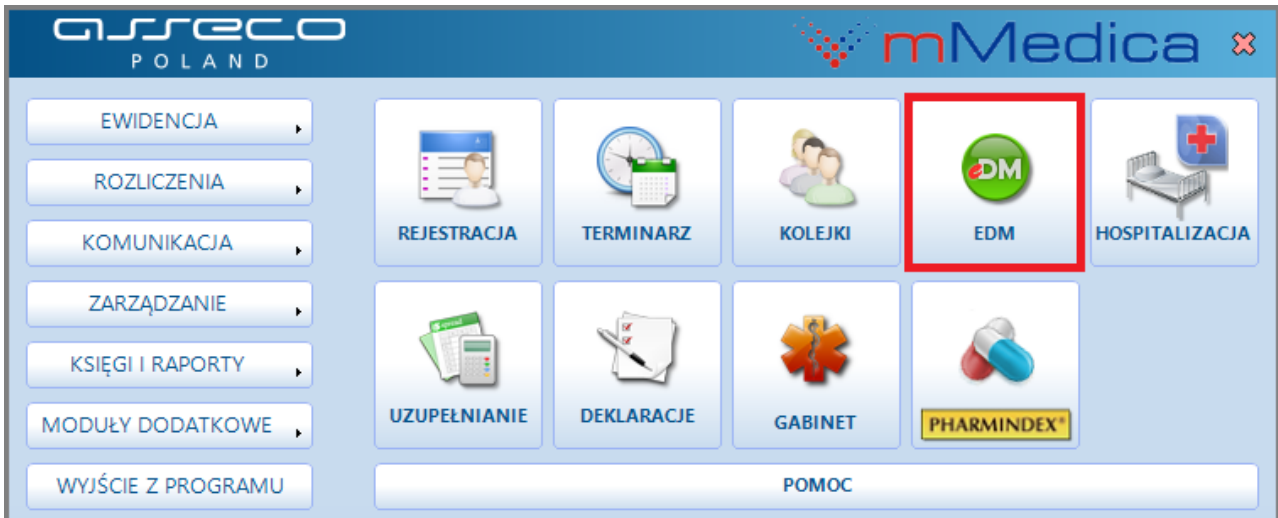 asseco
POLAND
mMedica
EWIDENCJA
ROZLICZENIA
KOMUNIKACJA
ZARZĄDZANIE
KSIĘGI I RAPORTY
MODUŁY DODATKOWE
WYJŚCIE Z PROGRAMU
REJESTRACJA
TERMINARZ
KOLEJKI
eDM
EDM
HOSPITALIZACJA
UZUPEŁNIANIE
DEKLARACJE
GABINET
PHARMINDEX®
POMOC